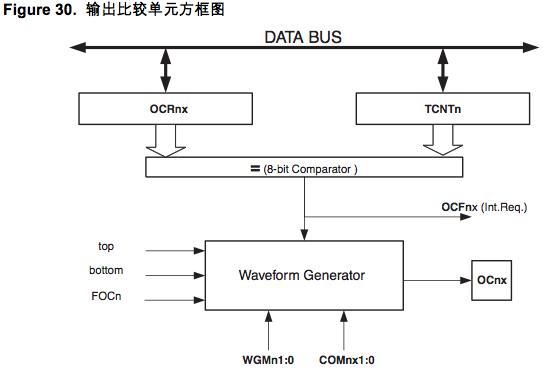 Figure 30. 输出比较单元方框图
DATA BUS
OCRnx
TCNTn
= (8-bit Comparator )
OCFnx (Int.Req.)
top
bottom
FOCn
Waveform Generator
OCnx
WGMn1:0
COMnx1:0